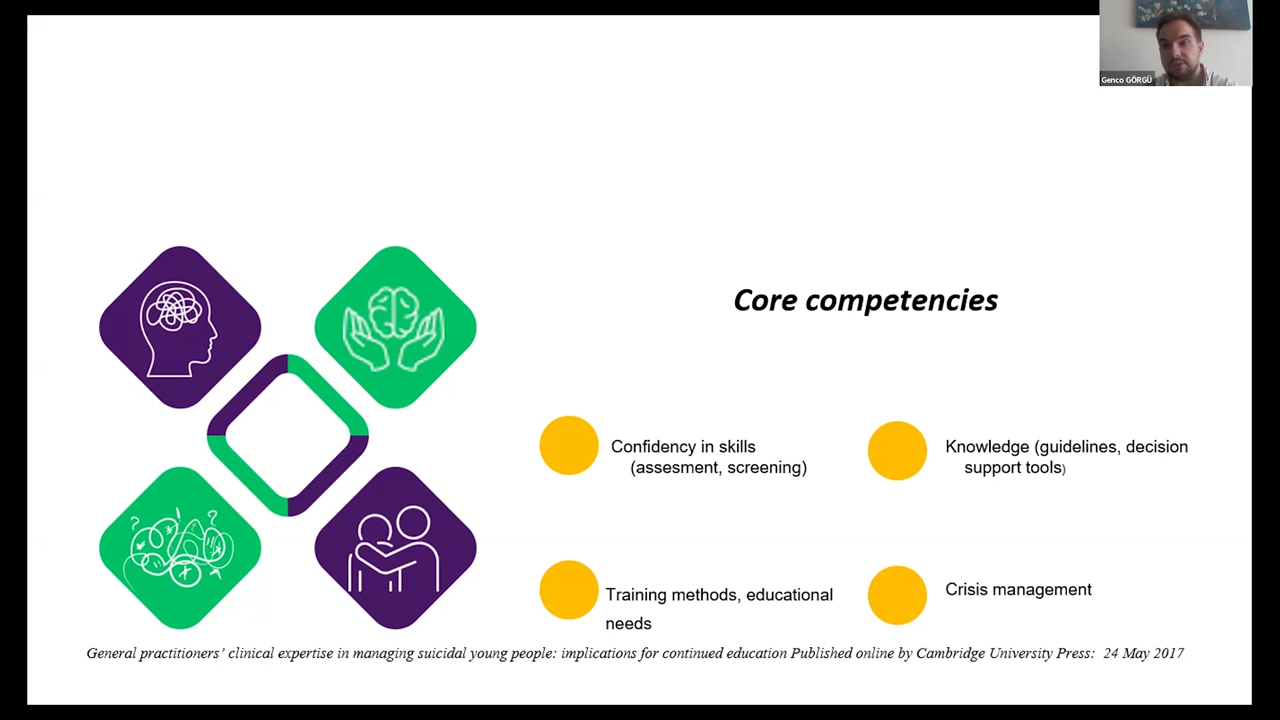 Genco GÖRGÜ
Core competencies
Confidency in skills
(assesment, screening)
Knowledge (guidelines, decision
support tools)
Training methods, educational
needs
Crisis management
General practitioners’ clinical expertise in managing suicidal young people: implications for continued education Published online by Cambridge University Press: 24 May 2017